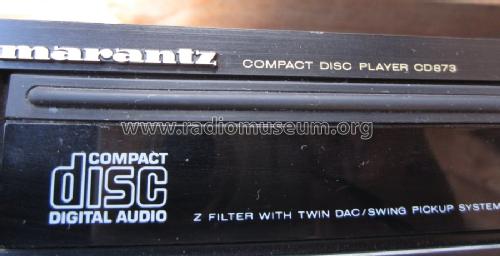 marantz
COMPACT DISC PLAYER CD873
www.radiomuseum.org
COMPACT
disc
DIGITAL AUDIO
Z FILTER WITH TWIN DAC/SWING PICKUP SYSTEM